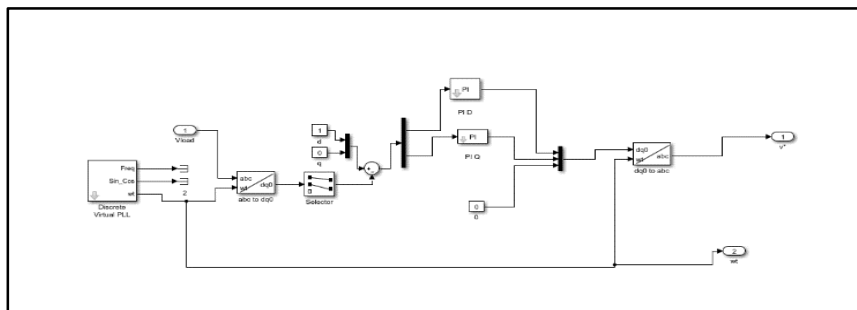 1
Vload
Freq
Sin_Cos
wt
Discrete
Virtual PLL
2
abc
wt
dq0
abc to dq0
Selector
1
d
0
q
PI
PI D
PI
PI Q
0
dq0
wt
abc
dq0 to abc
1
v*
2
wt